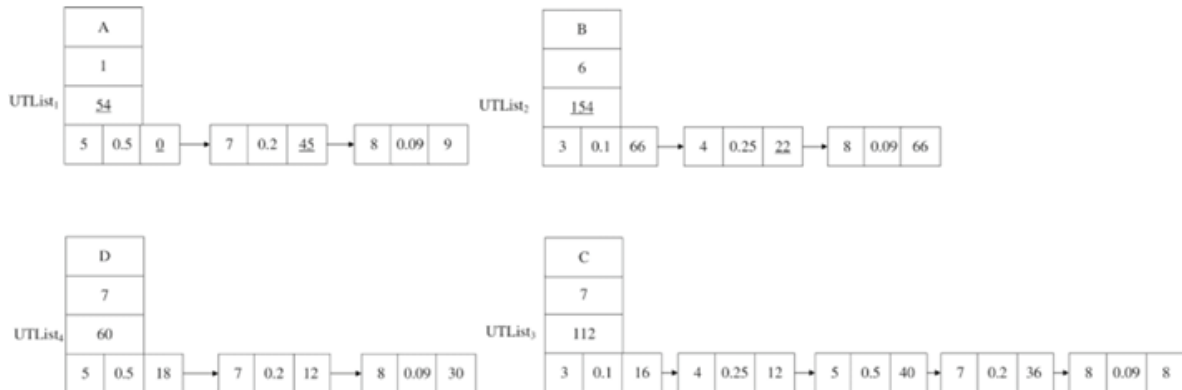 A
1
UTList₁
54
5 0.5 0 7 0.2 45 8 0.09 9
B
6
UTList₂
154
3 0.1 66 4 0.25 22 8 0.09 66
D
7
UTList₄
60
5 0.5 18 7 0.2 12 8 0.09 30
C
7
UTList₃
112
3 0.1 16 4 0.25 12 5 0.5 40 7 0.2 36 8 0.09 8